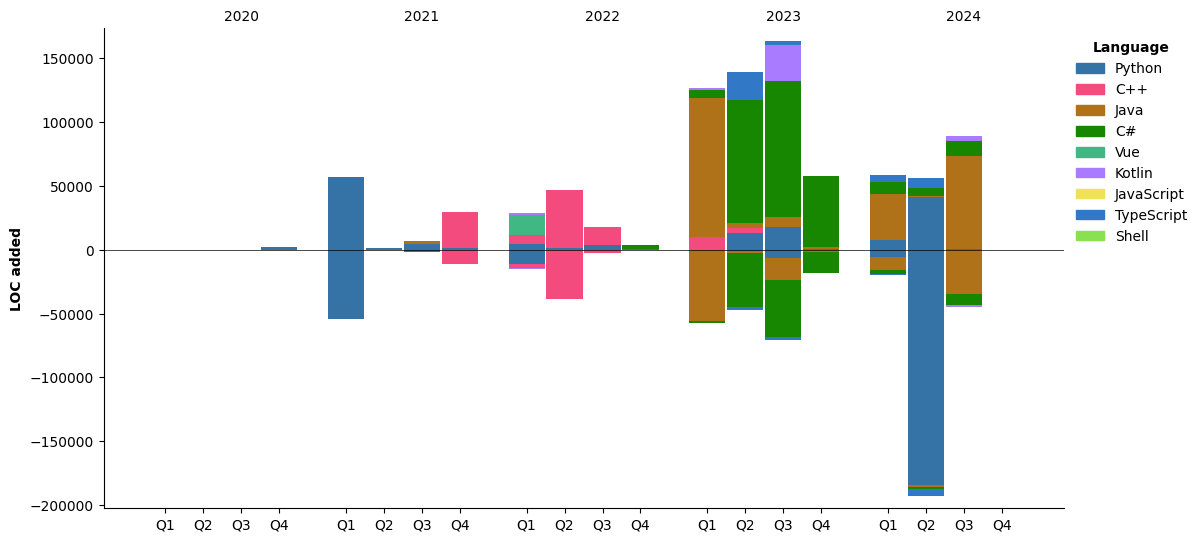 2020 2021 2022 2023 2024
Language
Python
C++
Java
C#
Vue
Kotlin
JavaScript
TypeScript
Shell
LOC added
150000
100000
50000
0
−50000
−100000
−150000
−200000
Q1 Q2 Q3 Q4 Q1 Q2 Q3 Q4 Q1 Q2 Q3 Q4 Q1 Q2 Q3 Q4 Q1 Q2 Q3 Q4